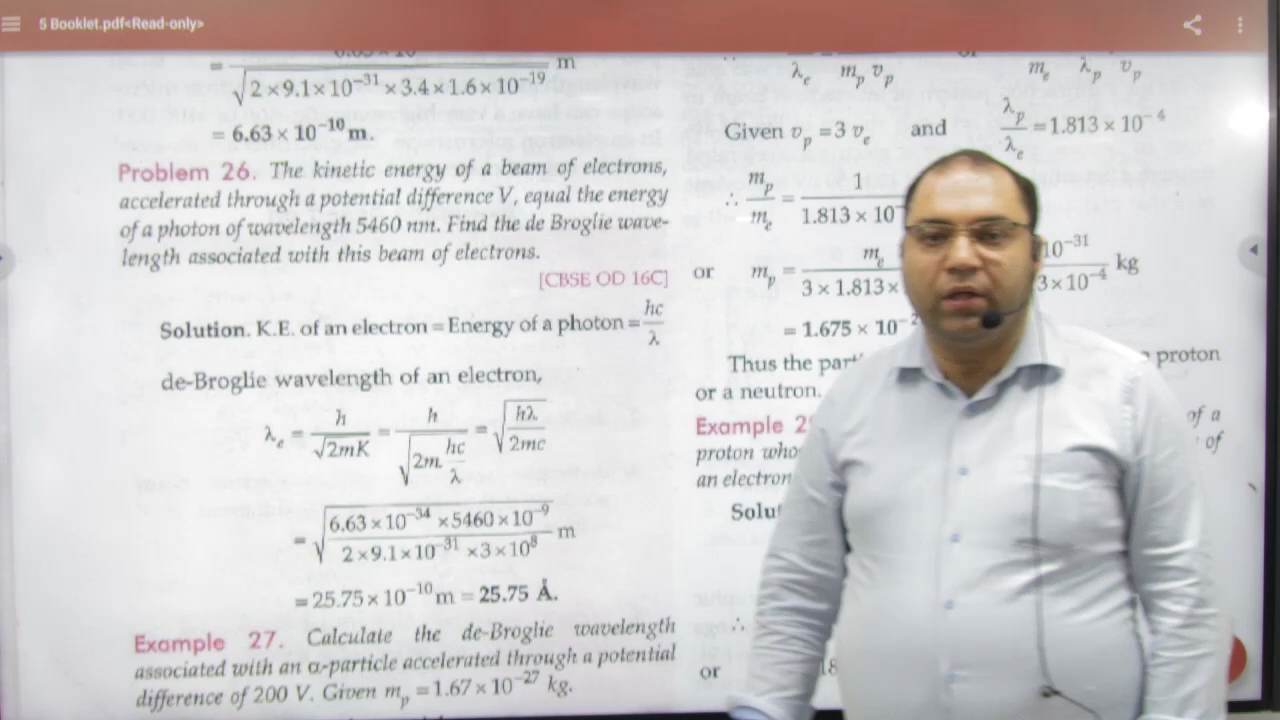 5 Booklet.pdf<Read-only>
= 6.63 × 10 / √2 × 9.1 × 10⁻³¹ × 3.4 × 1.6 × 10⁻¹⁹ m
= 6.63 × 10⁻¹⁰ m.
Problem 26. The kinetic energy of a beam of electrons,
accelerated through a potential difference V, equal the energy
of a photon of wavelength 5460 nm. Find the de Broglie wave-
length associated with this beam of electrons.
[CBSE OD 16C]
Solution. K.E. of an electron = Energy of a photon = hc/λ
de-Broglie wavelength of an electron,
λₑ = h/√2mK = h/√(2m hc/λ) = √(hλ/2mc)
= √(6.63 × 10⁻³⁴ × 5460 × 10⁻⁹ / 2 × 9.1 × 10⁻³¹ × 3 × 10⁸) m
= 25.75 × 10⁻¹⁰ m = 25.75 Å.
Example 27. Calculate the de-Broglie wavelength
associated with an α-particle accelerated through a potential
difference of 200 V. Given mₚ = 1.67 × 10⁻²⁷ kg.
λₑ mₚ vₚ mₑ λₚ vₚ
Given vₚ = 3 vₑ and λₚ/λₑ = 1.813 × 10⁻⁴
∴ mₚ/mₑ = 1 / 1.813 × 10
or mₚ = mₑ / 3 × 1.813 × 10⁻³¹ / 3 × 10⁻⁴ kg
= 1.675 × 10⁻²
Thus the proton
or a neutron.
Example of a
proton of
an electron
∴
or